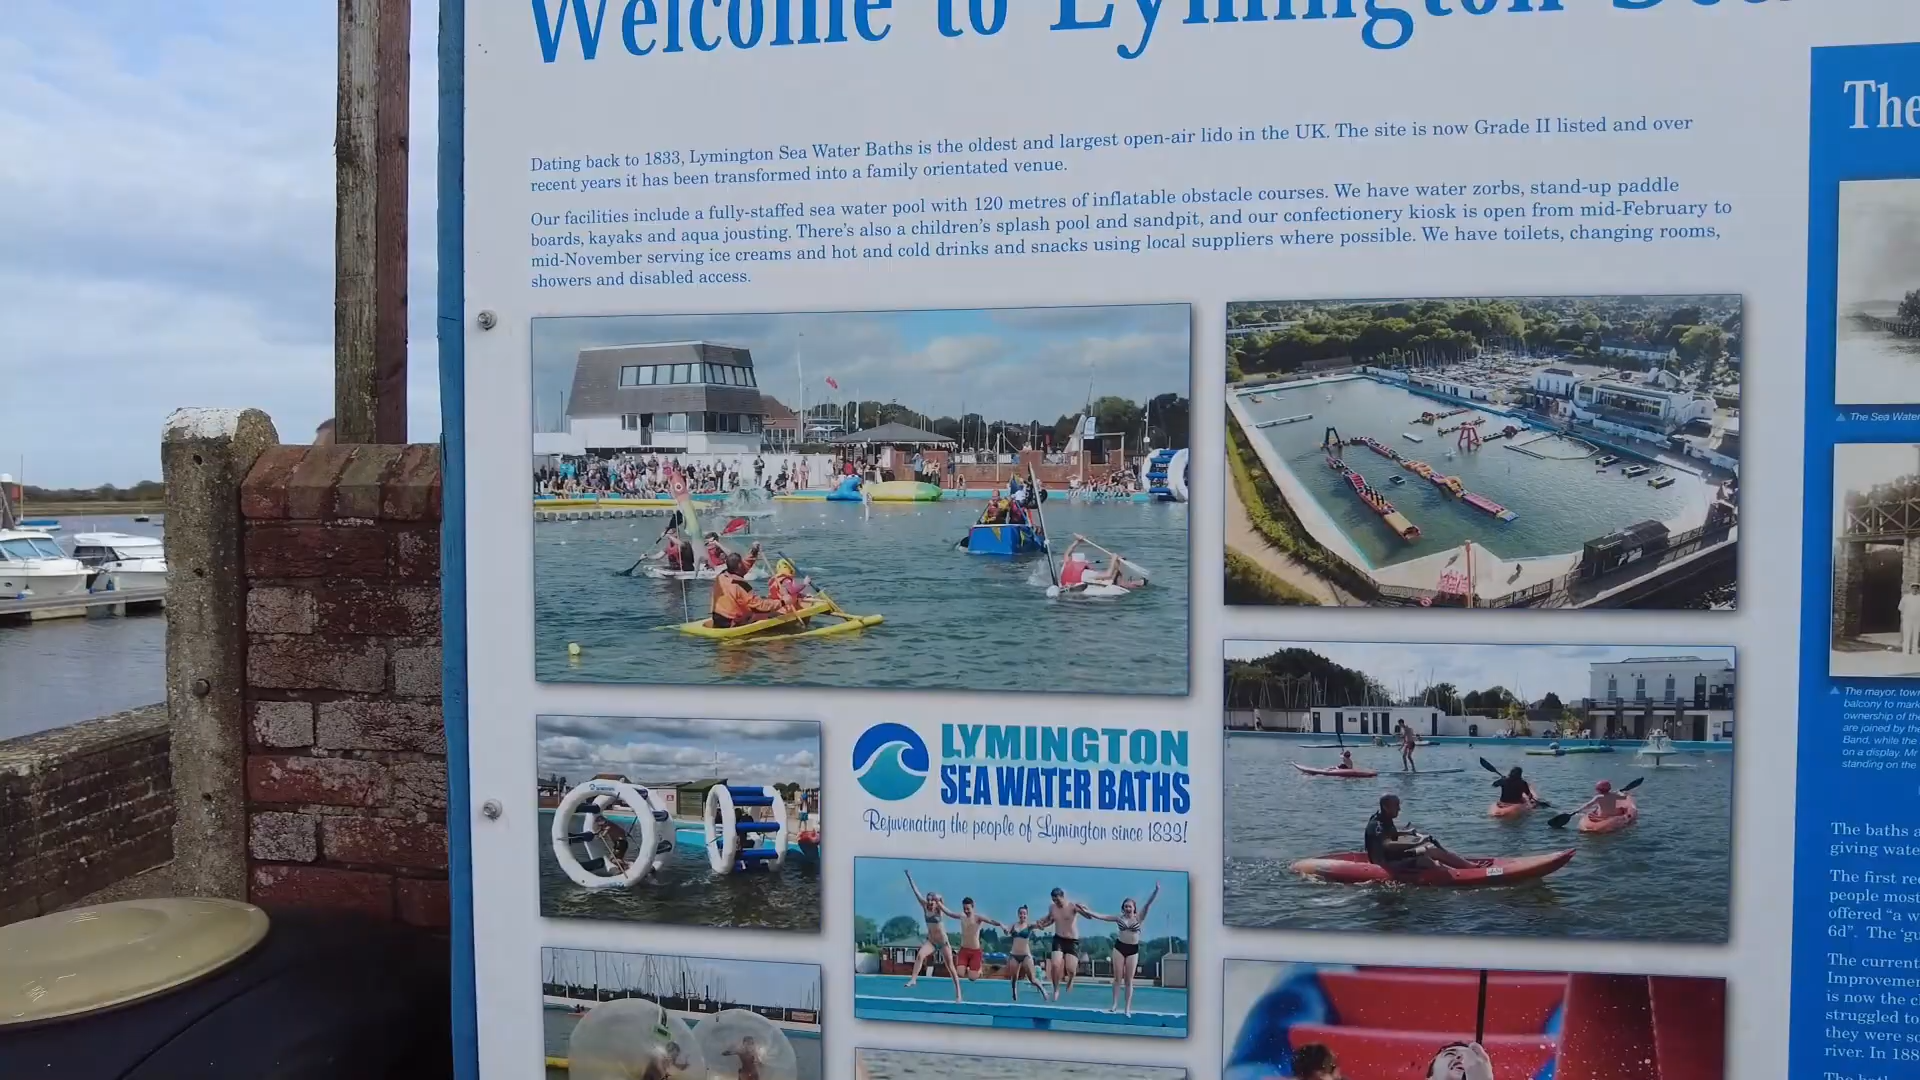 Welcome to Lymington Sea
Dating back to 1833, Lymington Sea Water Baths is the oldest and largest open-air lido in the UK. The site is now Grade II listed and over
recent years it has been transformed into a family orientated venue.
Our facilities include a fully-staffed sea water pool with 120 metres of inflatable obstacle courses. We have water zorbs, stand-up paddle
boards, kayaks and aqua jousting. There's also a children's splash pool and sandpit, and our confectionery kiosk is open from mid-February to
mid-November serving ice creams and hot and cold drinks and snacks using local suppliers where possible. We have toilets, changing rooms,
showers and disabled access.
LYMINGTON
SEA WATER BATHS
Rejuvenating the people of Lymington since 1833!
The
The Sea Water
The mayor, town
balcony to mark
ownership of the
are joined by the
Band, while the
on a display. Mr
standing on the
The baths a
giving wate
The first re
people most
offered "a w
6d". The 'gu
The current
Improvemen
is now the c
struggled to
they were so
river. In 188